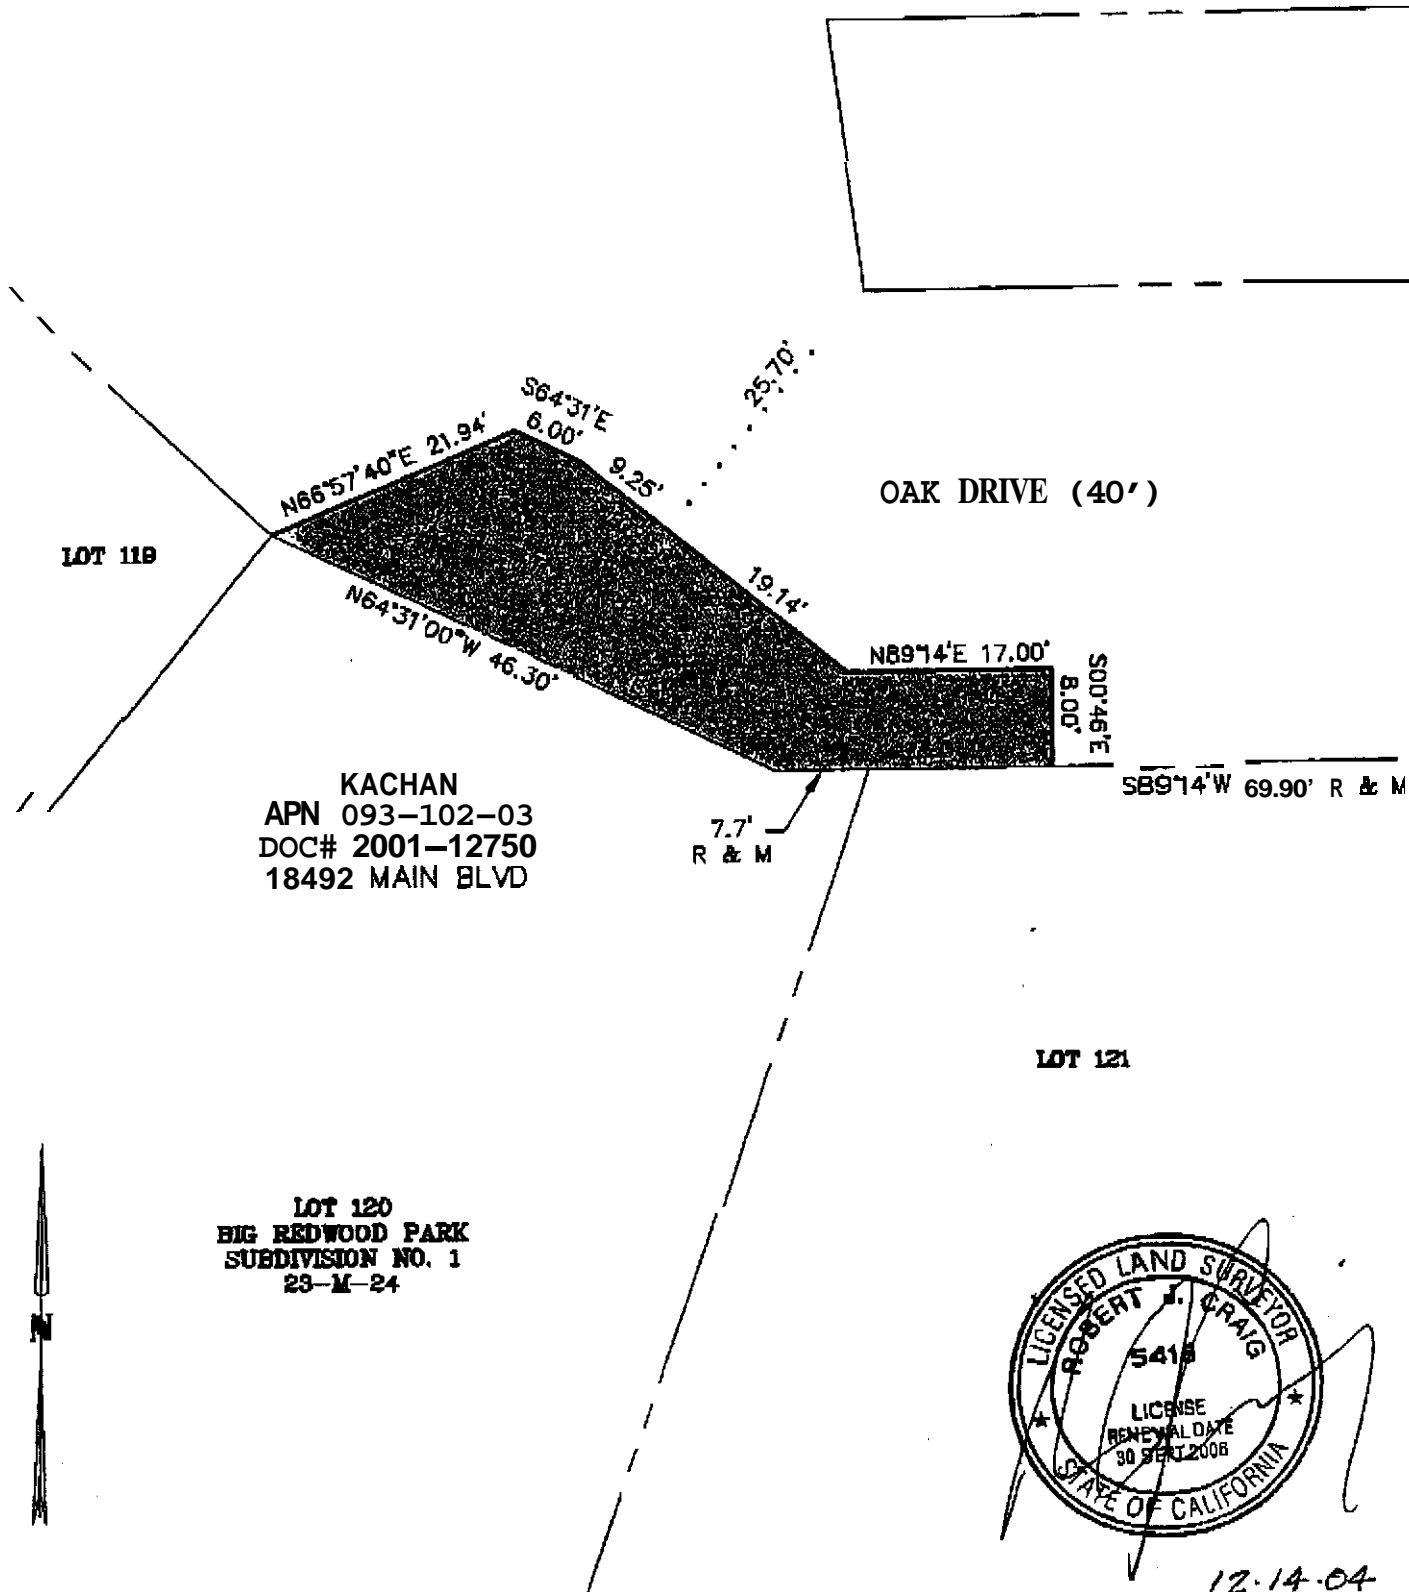 25.70'
S64°31'E
6.00'
N66°57'40"E 21.94'
9.25'
OAK DRIVE (40')
LOT 119
19.14'
N64°31'00"W 46.30'
N89°14'E 17.00'
S00°46'E
8.00'
S89°14'W 69.90' R & M
7.7'
R & M
KACHAN
APN 093-102-03
DOC# 2001-12750
18492 MAIN BLVD
LOT 121
LOT 120
BIG REDWOOD PARK
SUBDIVISION NO. 1
23-M-24
N
LICENSED LAND SURVEYOR
ROBERT J. CRAIG
LICENSE
RENEWAL DATE
30 SEPT.
STATE OF CALIFORNIA
12-14-04